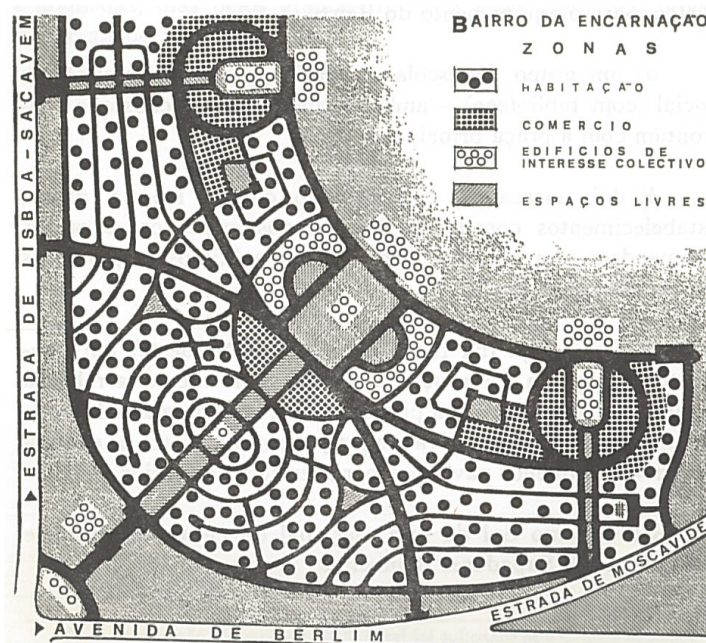 BAIRRO DA ENCARNAÇÃO
ZONAS
HABITAÇÃO
COMERCIO
EDIFICIOS DE
INTERESSE COLECTIVO
ESPAÇOS LIVRES
ESTRADA DE LISBOA-SACAVEM
ESTRADA DE MOSCAVIDE
AVENIDA DE BERLIM